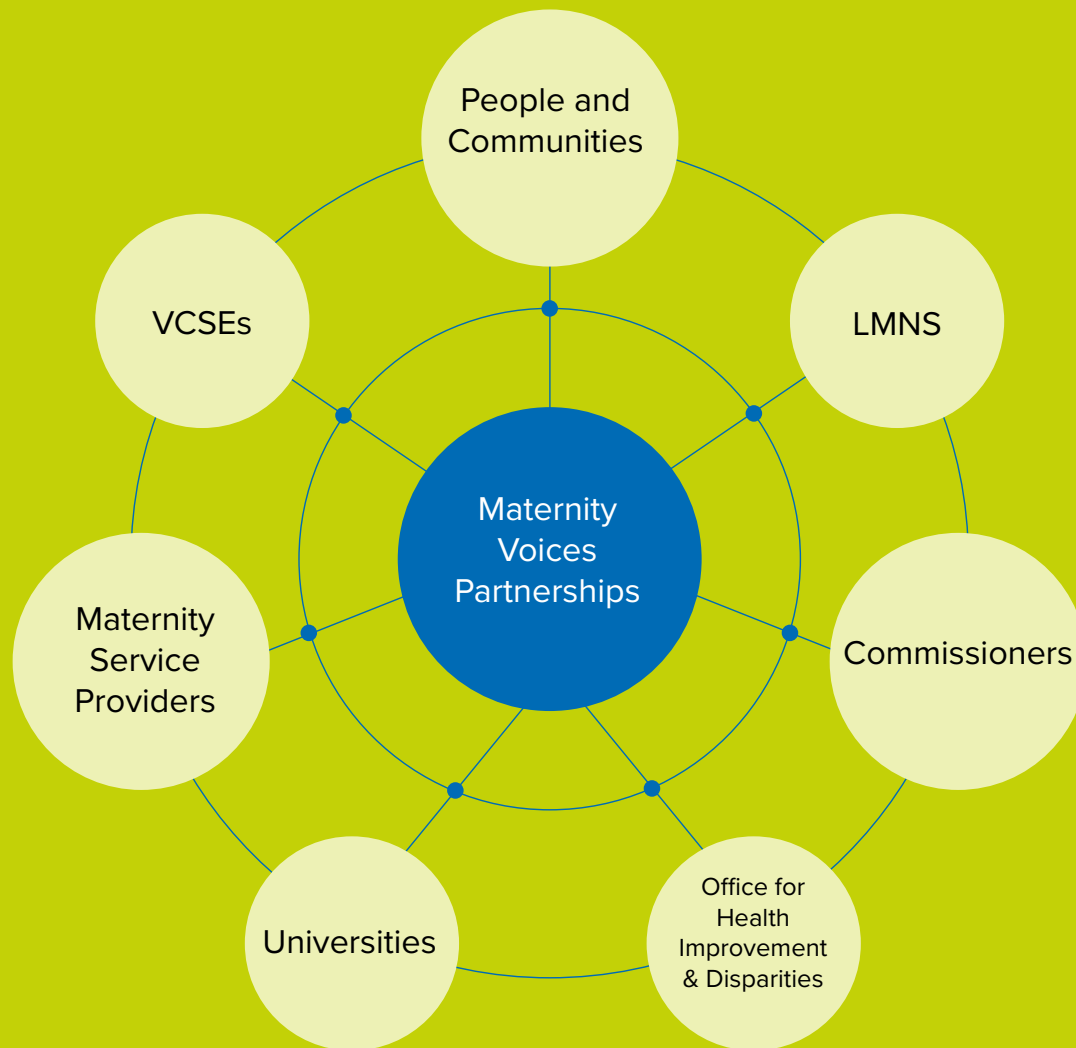 People and
Communities
VCSEs
LMNS
Maternity
Voices
Partnerships
Maternity
Service
Providers
Commissioners
Universities
Office for
Health
Improvement
& Disparities